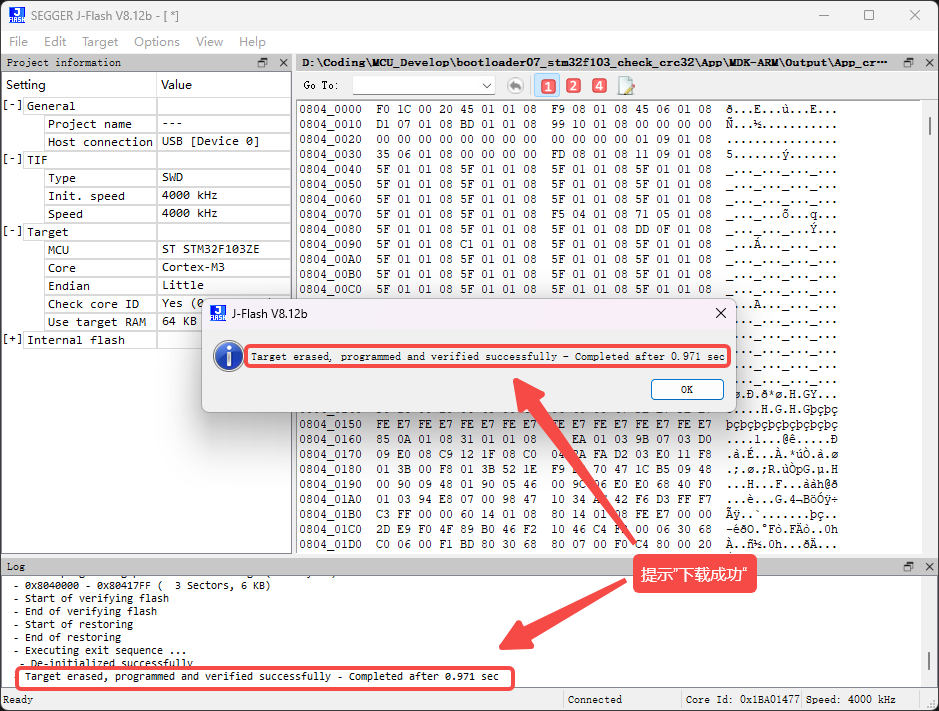 SEGGER J-Flash V8.12b - [ *]
File Edit Target Options View Help
Project information
Setting Value
[-] General
Project name ---
Host connection USB [Device 0]
[-] TIF
Type SWD
Init. speed 4000 kHz
Speed 4000 kHz
[-] Target
MCU ST STM32F103ZE
Core Cortex-M3
Endian Little
Check core ID Yes
Use target RAM 64 KB
[+] Internal flash
D:\Coding\MCU_Develop\bootloader07_stm32f103_check_crc32\App\MDK-ARM\Output\App_cr···
Go To: 1 2 4
0804_0000 F0 1C 00 20 45 01 01 08 F9 08 01 08 45 06 01 08 ð.. E...ù...E...
0804_0010 D1 07 01 08 BD 01 01 08 99 10 01 08 00 00 00 00 Ñ...½...........
0804_0020 00 00 00 00 00 00 00 00 00 00 00 00 01 09 01 08 ................
0804_0030 35 06 01 08 00 00 00 00 FD 08 01 08 11 09 01 08 5.......ý.......
0804_0040 5F 01 01 08 5F 01 01 08 5F 01 01 08 5F 01 01 08 _..._..._..._...
0804_0050 5F 01 01 08 5F 01 01 08 5F 01 01 08 5F 01 01 08 _..._..._..._...
0804_0060 5F 01 01 08 5F 01 01 08 5F 01 01 08 5F 01 01 08 _..._..._..._...
0804_0070 5F 01 01 08 5F 01 01 08 F5 04 01 08 71 05 01 08 _..._...õ...q...
0804_0080 5F 01 01 08 5F 01 01 08 5F 01 01 08 DD 0F 01 08 _..._..._...Ý...
0804_0090 5F 01 01 08 C1 01 01 08 5F 01 01 08 5F 01 01 08 _...Á..._..._...
0804_00A0 5F 01 01 08 5F 01 01 08 5F 01 01 08 5F 01 01 08 _..._..._..._...
0804_00B0 5F 01 01 08 5F 01 01 08 5F 01 01 08 5F 01 01 08 _..._..._..._...
0804_00C0 5F 01 01 08 5F 01 01 08 5F 01 01 08 5F 01 01 08 _..._..._..._...
J-Flash V8.12b
Target erased, programmed and verified successfully - Completed after 0.971 sec
OK
0804_0150 FE E7 FE E7 FE E7 FE E7 FE E7 FE E7 FE E7 FE E7 þçþçþçþçþçþçþçþç
0804_0160 85 0A 01 08 31 01 01 08 EA 01 03 9B 07 03 D0
0804_0170 09 E0 08 C9 12 1F 08 C0 FA D2 03 E0 11 F8
0804_0180 01 3B 00 F8 01 3B 52 1E F9 70 47 1C B5 09 48
0804_0190 00 90 09 48 01 90 05 46 00 9C E0 E0 68 40 F0
0804_01A0 01 03 94 E8 07 00 98 47 10 34 42 F6 D3 FF F7
0804_01B0 C3 FF 00 00 60 14 01 08 80 14 01 08 FE E7 00 00
0804_01C0 2D E9 F0 4F 89 B0 46 F2 10 46 C4 00 06 30 68
0804_01D0 C0 06 00 F1 BD 80 30 68 80 07 00 F0 C4 80 00 20
Log
- 0x8040000 - 0x80417FF ( 3 Sectors, 6 KB)
- Start of verifying flash
- End of verifying flash
- Start of restoring
- End of restoring
- Executing exit sequence ...
- De-initialized successfully
- Target erased, programmed and verified successfully - Completed after 0.971 sec
提示"下载成功"
Ready Connected Core Id: 0x1BA01477 Speed: 4000 kHz